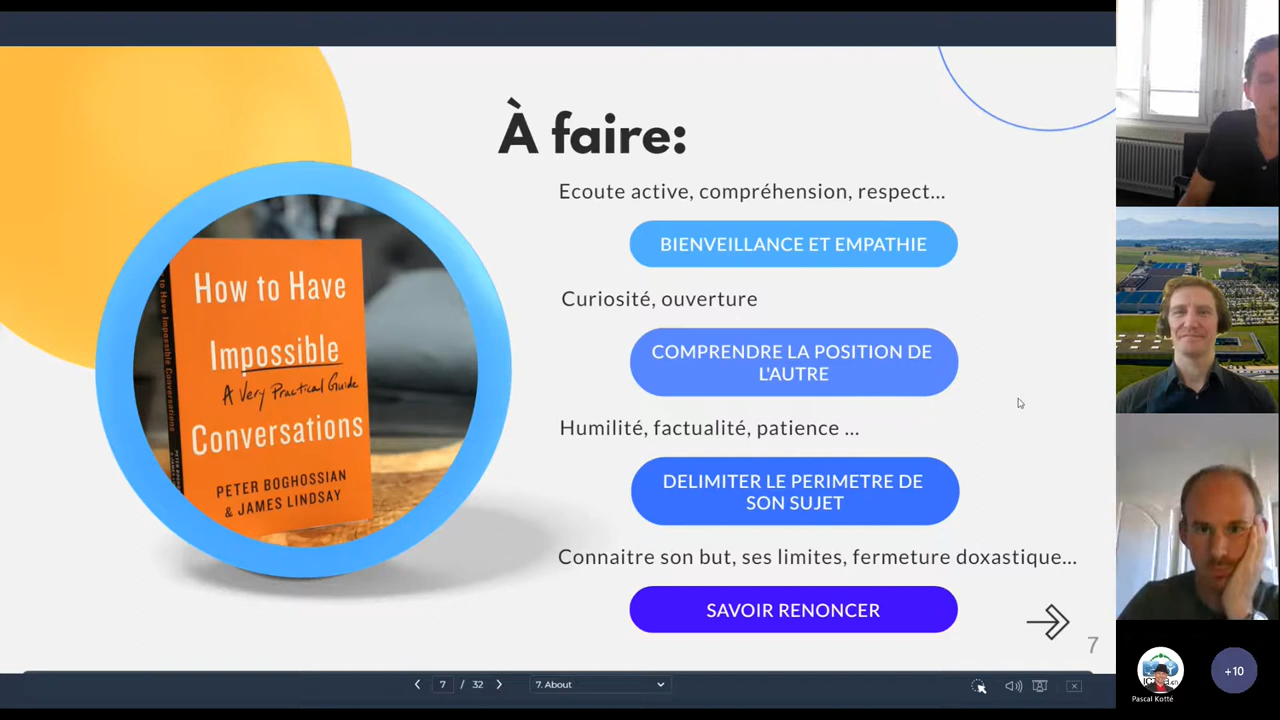 À faire:
Ecoute active, compréhension, respect...
BIENVEILLANCE ET EMPATHIE
Curiosité, ouverture
COMPRENDRE LA POSITION DE
L'AUTRE
Humilité, factualité, patience ...
DELIMITER LE PERIMETRE DE
SON SUJET
Connaitre son but, ses limites, fermeture doxastique...
SAVOIR RENONCER
7
How to Have
Impossible
A Very Practical Guide
Conversations
PETER BOGHOSSIAN
& JAMES LINDSAY
7 / 32
7. About
Pascal Kotté
+10